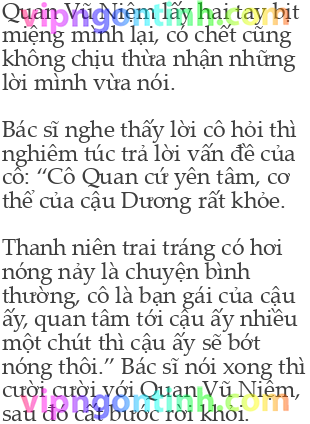 vipngontinh.com
Quan Vũ Niệm lấy hai tay bịt
miệng mình lại, có chết cũng
không chịu thừa nhận những
lời mình vừa nói.
Bác sĩ nghe thấy lời cô hỏi thì
nghiêm túc trả lời vấn đề của
cô: “Cô Quan cứ yên tâm, cơ
thể của cậu Dương rất khỏe.
Thanh niên trai tráng có hơi
nóng nảy là chuyện bình
thường, cô là bạn gái của cậu
ấy, quan tâm tới cậu ấy nhiều
một chút thì cậu ấy sẽ bớt
nóng thôi.” Bác sĩ nói xong thì
cười cười với Quan Vũ Niệm,
sau đó cất bước rời khỏi.
vipngontinh.com